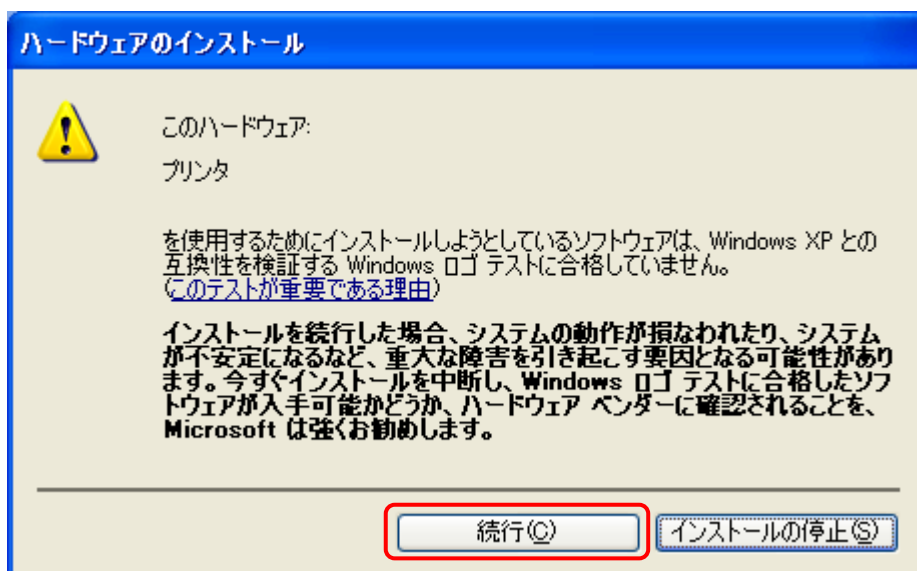 ハードウェアのインストール
このハードウェア:
プリンタ
を使用するためにインストールしようとしているソフトウェアは、Windows XP との
互換性を検証する Windows ロゴ テストに合格していません。
(このテストが重要である理由)
インストールを続行した場合、システムの動作が損なわれたり、システム
が不安定になるなど、重大な障害を引き起こす要因となる可能性があり
ます。今すぐインストールを中断し、Windows ロゴ テストに合格したソフ
トウェアが入手可能かどうか、ハードウェア ベンダーに確認されることを、
Microsoft は強くお勧めします。
続行(C)
インストールの停止(S)